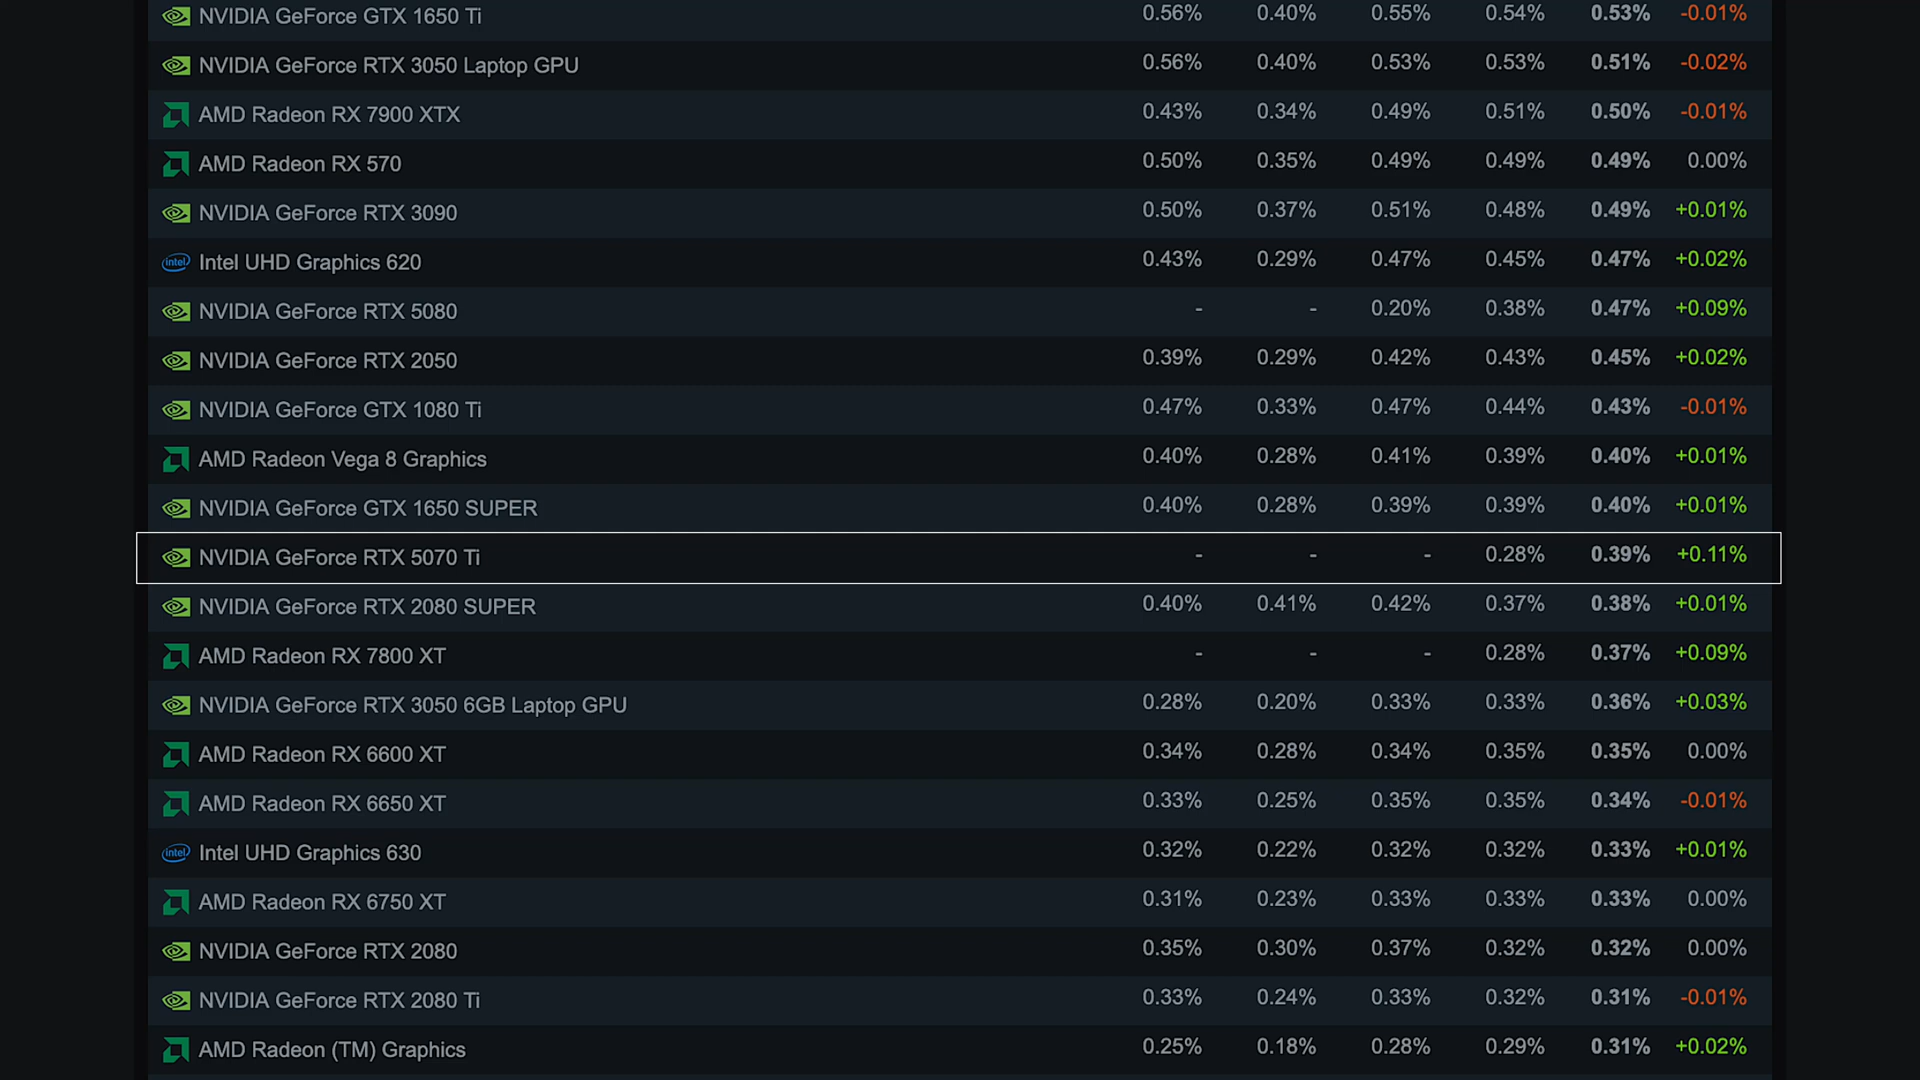 NVIDIA GeForce GTX 1650 Ti 0.56% 0.40% 0.55% 0.54% 0.53% -0.01%
NVIDIA GeForce RTX 3050 Laptop GPU 0.56% 0.40% 0.53% 0.53% 0.51% -0.02%
AMD Radeon RX 7900 XTX 0.43% 0.34% 0.49% 0.51% 0.50% -0.01%
AMD Radeon RX 570 0.50% 0.35% 0.49% 0.49% 0.49% 0.00%
NVIDIA GeForce RTX 3090 0.50% 0.37% 0.51% 0.48% 0.49% +0.01%
intel Intel UHD Graphics 620 0.43% 0.29% 0.47% 0.45% 0.47% +0.02%
NVIDIA GeForce RTX 5080 - - 0.20% 0.38% 0.47% +0.09%
NVIDIA GeForce RTX 2050 0.39% 0.29% 0.42% 0.43% 0.45% +0.02%
NVIDIA GeForce GTX 1080 Ti 0.47% 0.33% 0.47% 0.44% 0.43% -0.01%
AMD Radeon Vega 8 Graphics 0.40% 0.28% 0.41% 0.39% 0.40% +0.01%
NVIDIA GeForce GTX 1650 SUPER 0.40% 0.28% 0.39% 0.39% 0.40% +0.01%
NVIDIA GeForce RTX 5070 Ti - - - 0.28% 0.39% +0.11%
NVIDIA GeForce RTX 2080 SUPER 0.40% 0.41% 0.42% 0.37% 0.38% +0.01%
AMD Radeon RX 7800 XT - - - 0.28% 0.37% +0.09%
NVIDIA GeForce RTX 3050 6GB Laptop GPU 0.28% 0.20% 0.33% 0.33% 0.36% +0.03%
AMD Radeon RX 6600 XT 0.34% 0.28% 0.34% 0.35% 0.35% 0.00%
AMD Radeon RX 6650 XT 0.33% 0.25% 0.35% 0.35% 0.34% -0.01%
intel Intel UHD Graphics 630 0.32% 0.22% 0.32% 0.32% 0.33% +0.01%
AMD Radeon RX 6750 XT 0.31% 0.23% 0.33% 0.33% 0.33% 0.00%
NVIDIA GeForce RTX 2080 0.35% 0.30% 0.37% 0.32% 0.32% 0.00%
NVIDIA GeForce RTX 2080 Ti 0.33% 0.24% 0.33% 0.32% 0.31% -0.01%
AMD Radeon (TM) Graphics 0.25% 0.18% 0.28% 0.29% 0.31% +0.02%